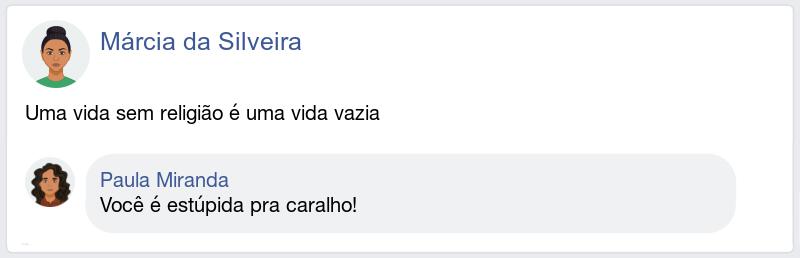 Márcia da Silveira
Uma vida sem religião é uma vida vazia
Paula Miranda
Você é estúpida pra caralho!